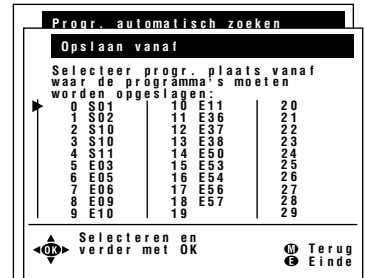 Progr. automatisch zoeken
Opslaan vanaf
Selecteer progr. plaats vanaf
waar de programma's moeten
worden opgeslagen:
0 S01 10 E11 20
1 S02 11 E36 21
2 S10 12 E37 22
3 S10 13 E38 23
4 S11 14 E50 24
5 E03 15 E53 25
6 E05 16 E54 26
7 E06 17 E56 27
8 E09 18 E57 28
9 E10 19 29
Selecteren en
OK verder met OK
M Terug
E Einde